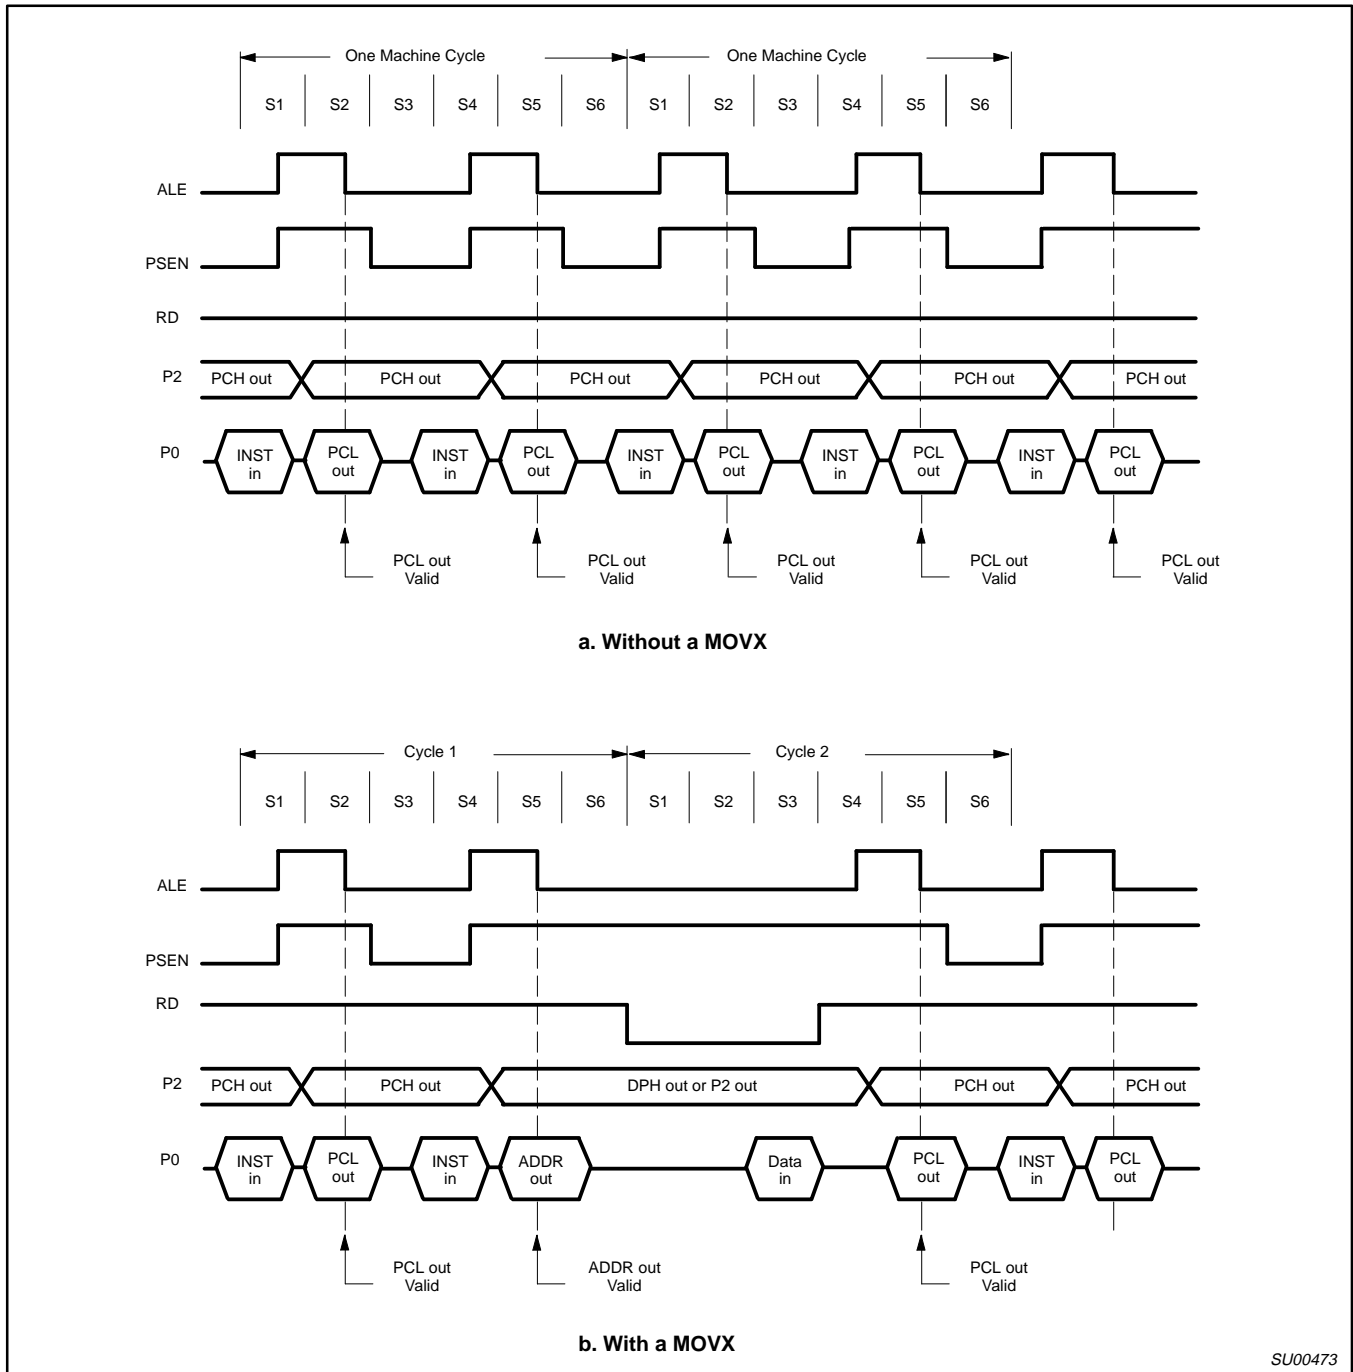 One Machine Cycle One Machine Cycle
S1 S2 S3 S4 S5 S6 S1 S2 S3 S4 S5 S6
ALE
PSEN
RD
P2 PCH out PCH out PCH out PCH out PCH out PCH out
P0 INST in PCL out INST in PCL out INST in PCL out INST in PCL out INST in PCL out
PCL out Valid PCL out Valid PCL out Valid PCL out Valid PCL out Valid
a. Without a MOVX
Cycle 1 Cycle 2
S1 S2 S3 S4 S5 S6 S1 S2 S3 S4 S5 S6
ALE
PSEN
RD
P2 PCH out PCH out DPH out or P2 out PCH out PCH out
P0 INST in PCL out INST in ADDR out Data in PCL out INST in PCL out
PCL out Valid ADDR out Valid PCL out Valid
b. With a MOVX
SU00473